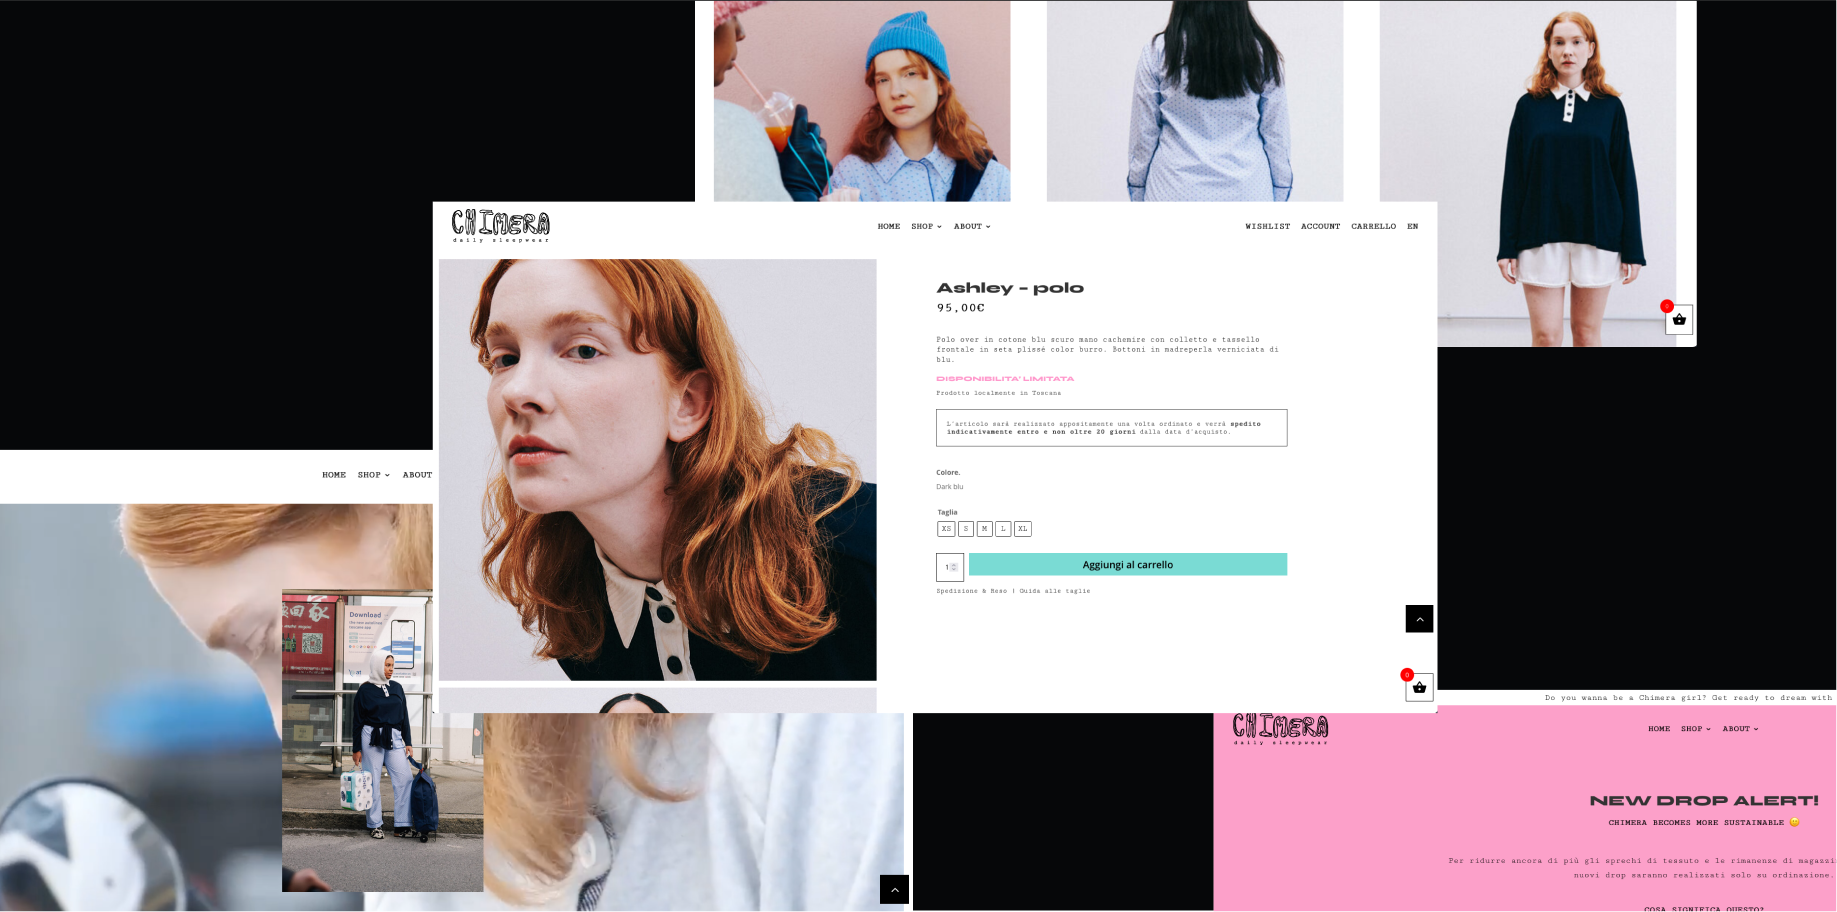 CHIMERA
daily sleepwear
HOME SHOP ABOUT
WISHLIST ACCOUNT CARRELLO EN
Ashley - polo
95,00€
Polo over in cotone blu scuro mano cachemire con colletto e tassello
frontale in seta plissé color burro. Bottoni in madreperla verniciata di
blu.
DISPONIBILITA' LIMITATA
Prodotto localmente in Toscana
L'articolo sarà realizzato appositamente una volta ordinato e verrà spedito
indicativamente entro e non oltre 20 giorni dalla data d'acquisto.
Colore.
Dark blu
Taglia
XS S M L XL
1
Aggiungi al carrello
Spedizione & Reso | Guida alle taglie
0
0
HOME SHOP ABOUT
Download
Do you wanna be a Chimera girl? Get ready to dream with
CHIMERA
daily sleepwear
HOME SHOP ABOUT
NEW DROP ALERT!
CHIMERA BECOMES MORE SUSTAINABLE
Per ridurre ancora di più gli sprechi di tessuto e le rimanenze di magazzi
nuovi drop saranno realizzati solo su ordinazione.
COSA SIGNIFICA QUESTO?